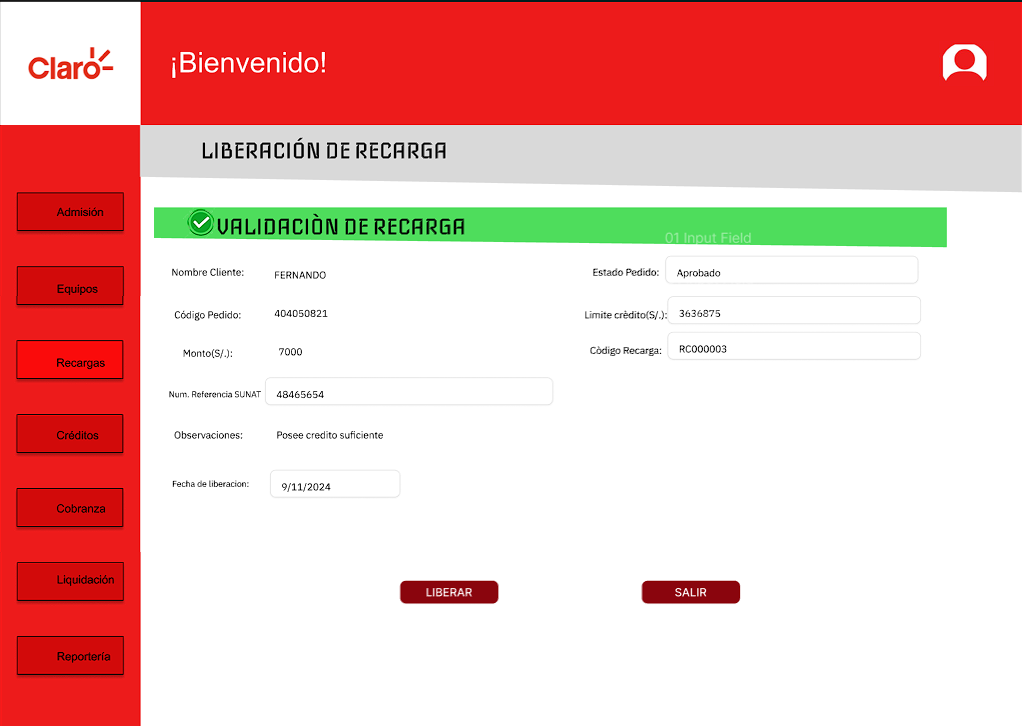 Claro
¡Bienvenido!
LIBERACIÓN DE RECARGA
Admisión
Equipos
Recargas
Créditos
Cobranza
Liquidación
Reportería
VALIDACIÒN DE RECARGA
01 Input Field
Nombre Cliente: FERNANDO
Estado Pedido: Aprobado
Código Pedido: 404050821
Limite crèdito(S/.): 3636875
Monto(S/.): 7000
Còdigo Recarga: RC000003
Num. Referencia SUNAT 48465654
Observaciones: Posee credito suficiente
Fecha de liberacion: 9/11/2024
LIBERAR
SALIR